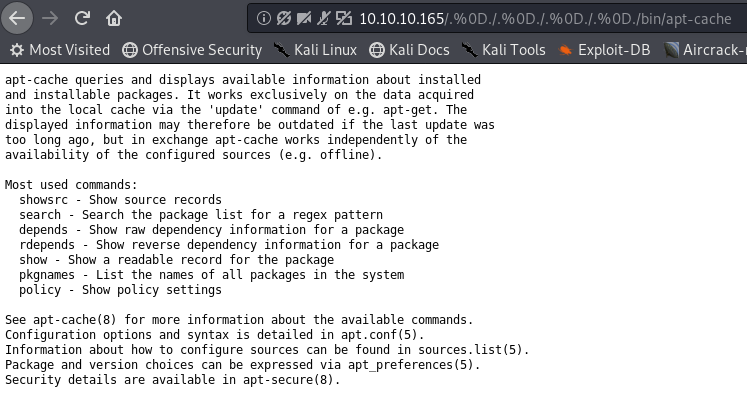 10.10.10.165/.%0D./.%0D./.%0D./.%0D./bin/apt-cache
Most Visited Offensive Security Kali Linux Kali Docs Kali Tools Exploit-DB Aircrack-
apt-cache queries and displays available information about installed
and installable packages. It works exclusively on the data acquired
into the local cache via the 'update' command of e.g. apt-get. The
displayed information may therefore be outdated if the last update was
too long ago, but in exchange apt-cache works independently of the
availability of the configured sources (e.g. offline).
Most used commands:
showsrc - Show source records
search - Search the package list for a regex pattern
depends - Show raw dependency information for a package
rdepends - Show reverse dependency information for a package
show - Show a readable record for the package
pkgnames - List the names of all packages in the system
policy - Show policy settings
See apt-cache(8) for more information about the available commands.
Configuration options and syntax is detailed in apt.conf(5).
Information about how to configure sources can be found in sources.list(5).
Package and version choices can be expressed via apt_preferences(5).
Security details are available in apt-secure(8).